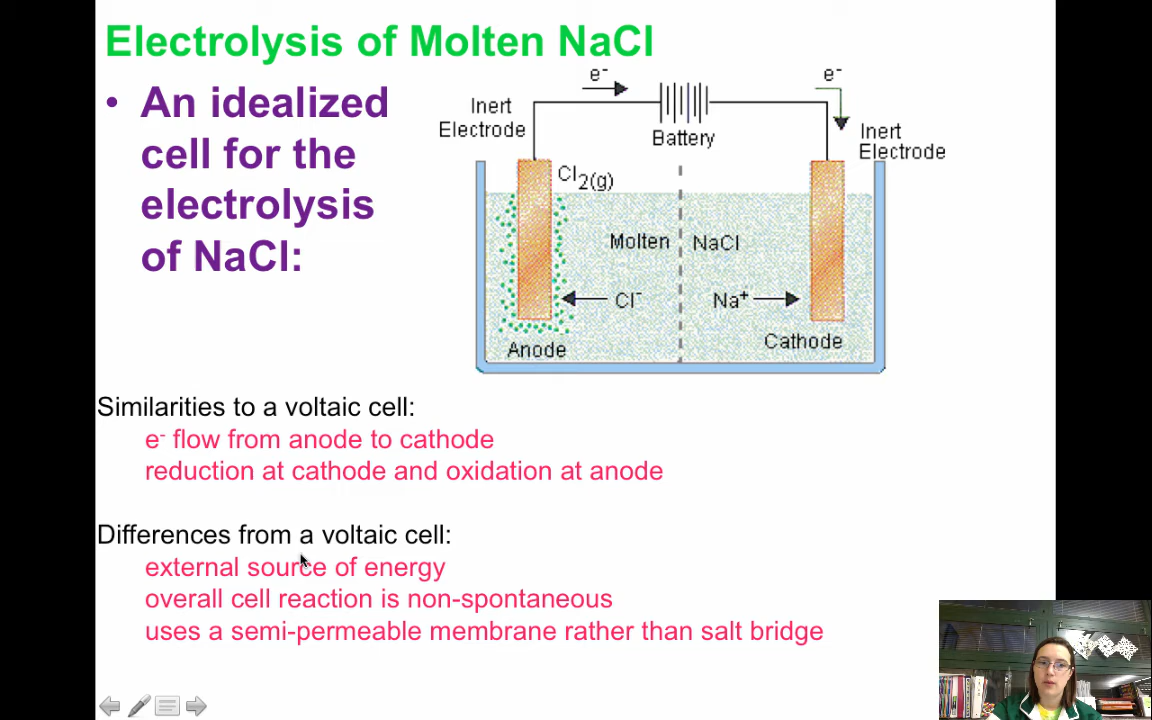 Electrolysis of Molten NaCl
• An idealized
cell for the
electrolysis
of NaCl:
e⁻
e⁻
Inert
Electrode
Battery
Inert
Electrode
Cl₂(g)
Molten
NaCl
Cl⁻
Na⁺
Anode
Cathode
Similarities to a voltaic cell:
e⁻ flow from anode to cathode
reduction at cathode and oxidation at anode
Differences from a voltaic cell:
external source of energy
overall cell reaction is non-spontaneous
uses a semi-permeable membrane rather than salt bridge